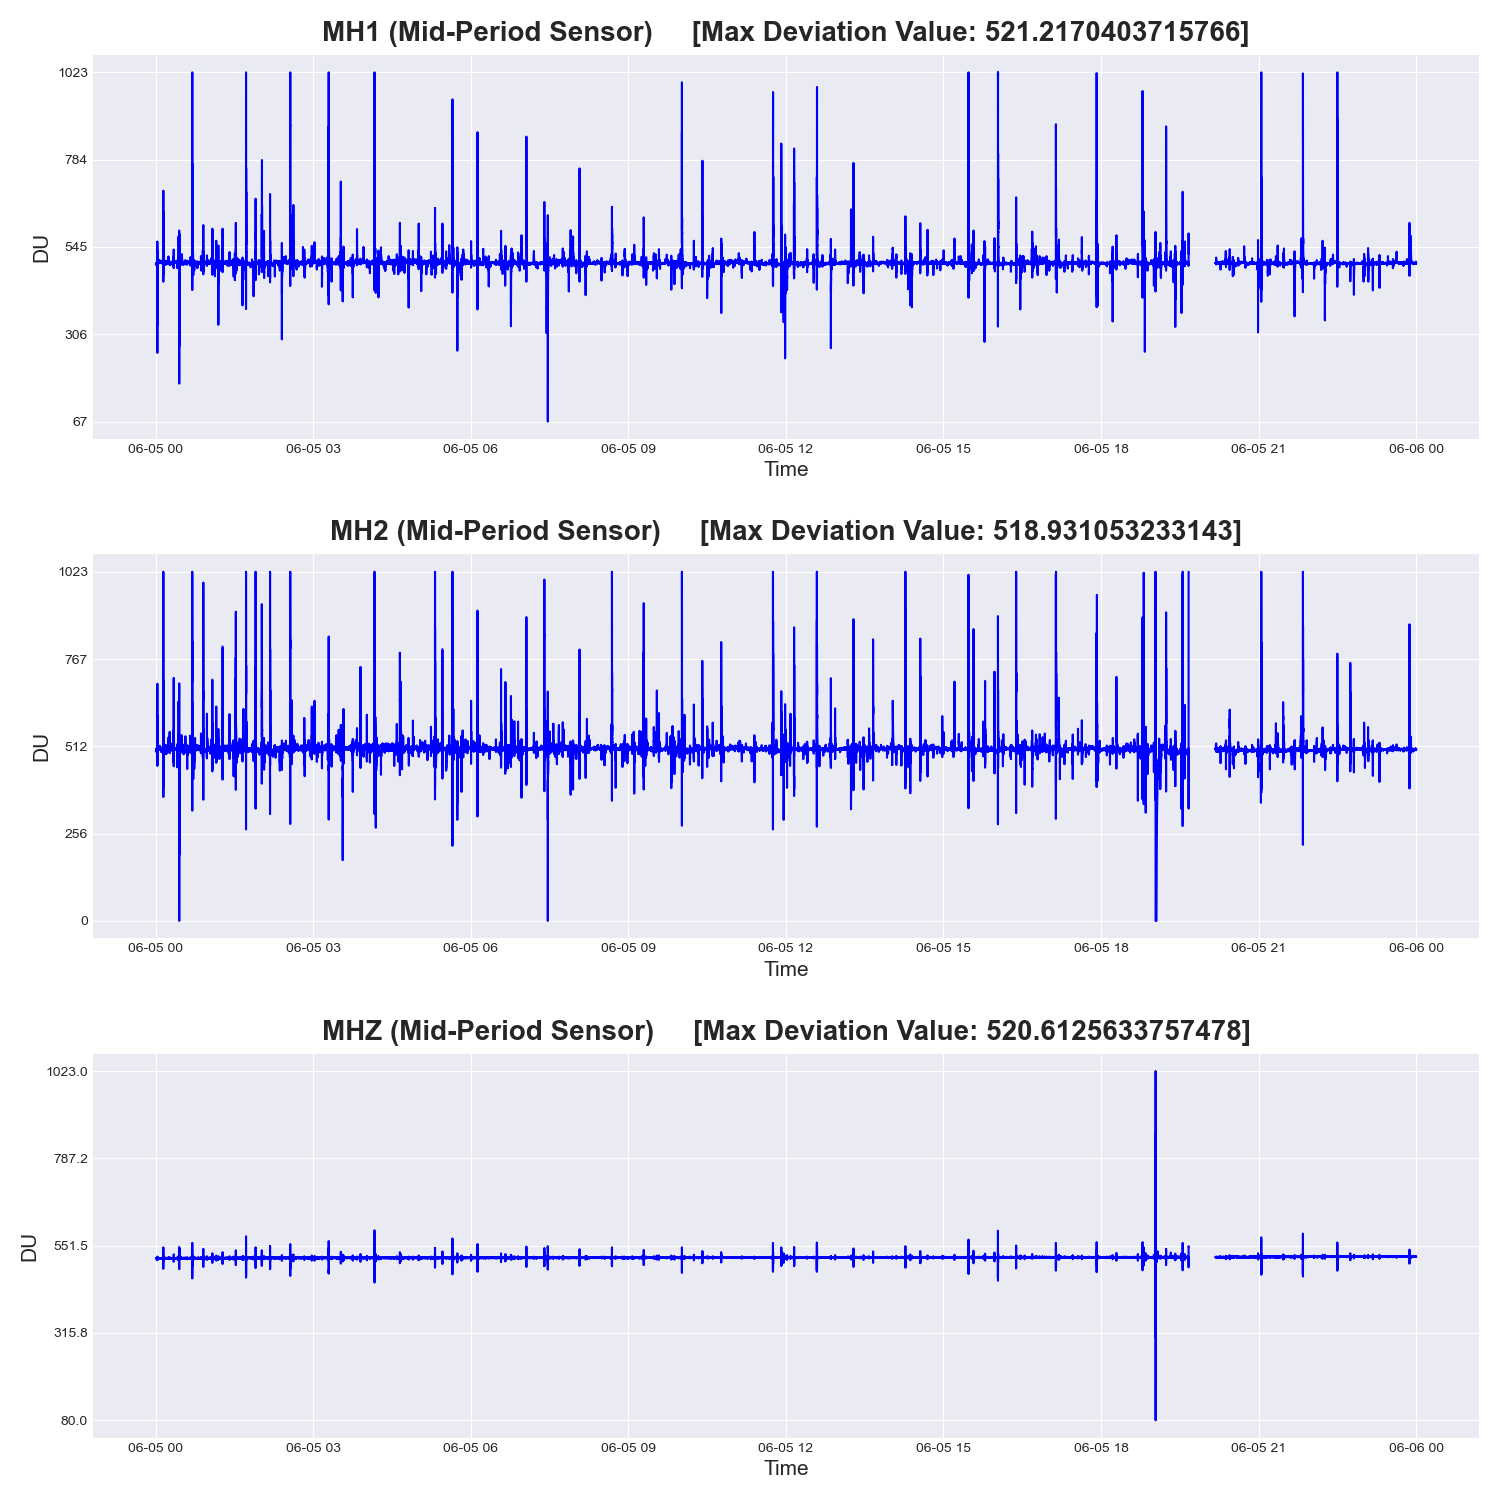 MH1 (Mid-Period Sensor)     [Max Deviation Value: 521.2170403715766]
1023
784
545
306
67
DU
06-05 00 06-05 03 06-05 06 06-05 09 06-05 12 06-05 15 06-05 18 06-05 21 06-06 00
Time
MH2 (Mid-Period Sensor)     [Max Deviation Value: 518.931053233143]
1023
767
512
256
0
DU
06-05 00 06-05 03 06-05 06 06-05 09 06-05 12 06-05 15 06-05 18 06-05 21 06-06 00
Time
MHZ (Mid-Period Sensor)     [Max Deviation Value: 520.6125633757478]
1023.0
787.2
551.5
315.8
80.0
DU
06-05 00 06-05 03 06-05 06 06-05 09 06-05 12 06-05 15 06-05 18 06-05 21 06-06 00
Time